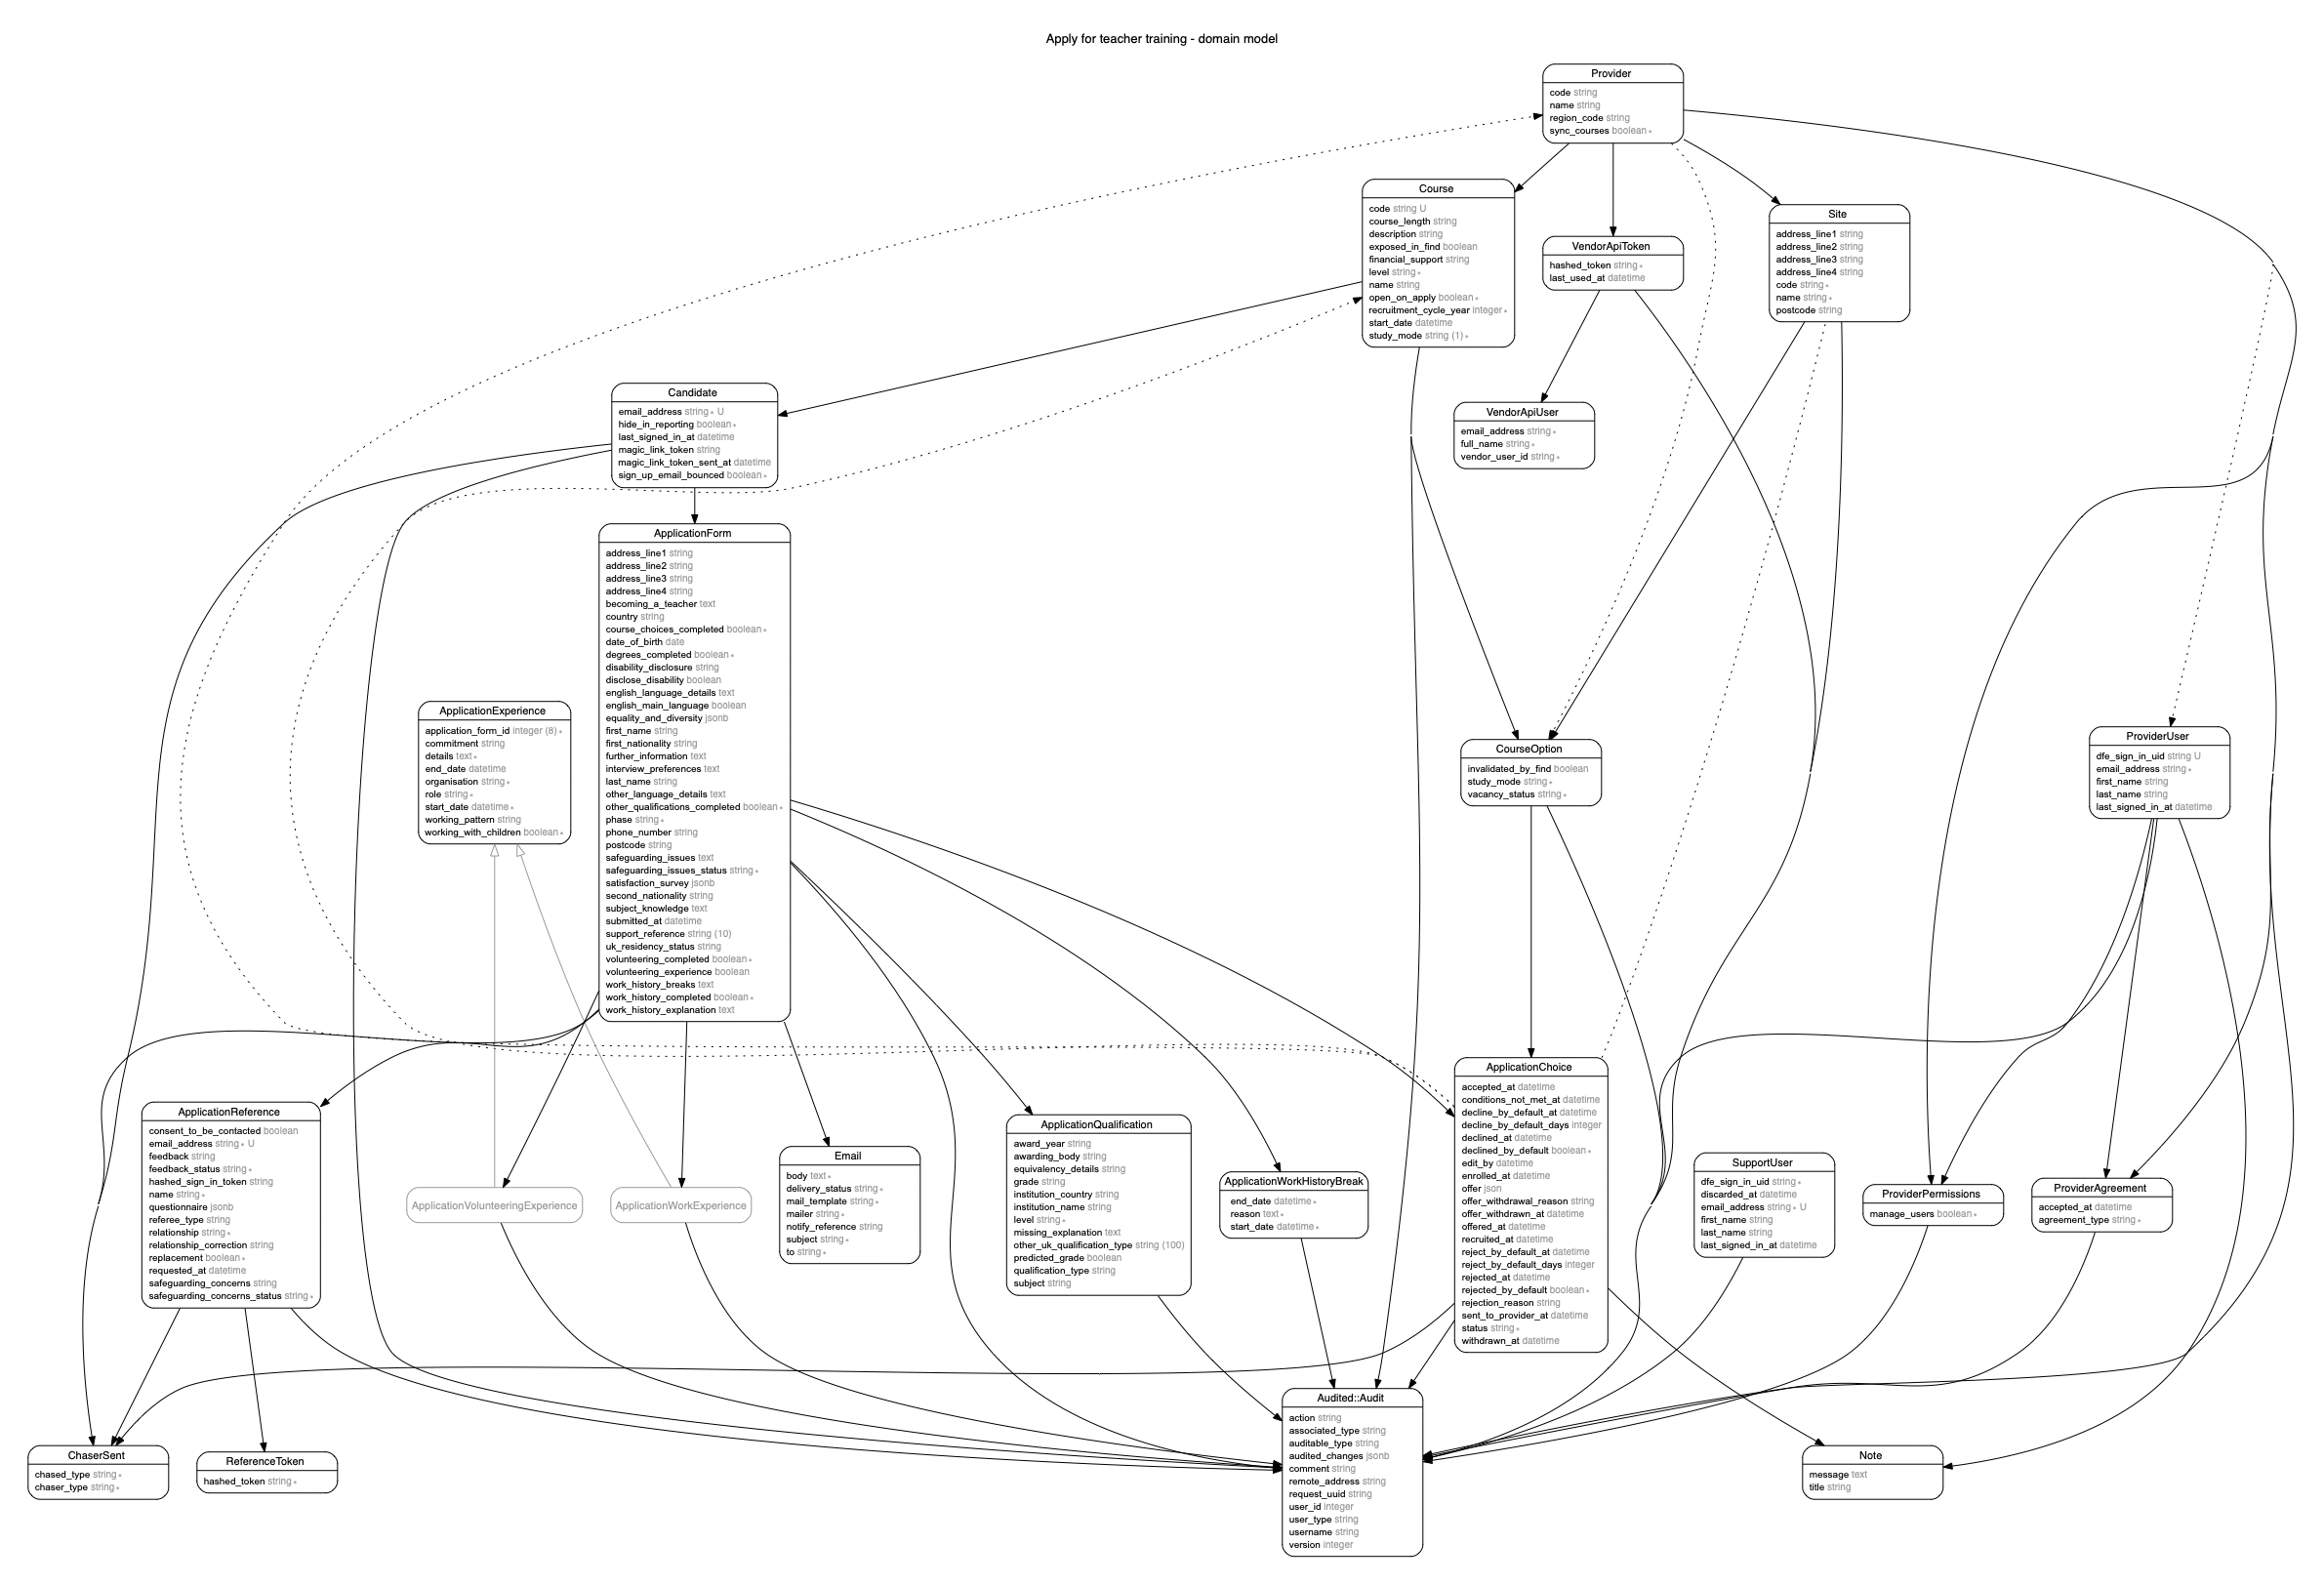 Apply for teacher training - domain model
Provider
code string
name string
region_code string
sync_courses boolean ∗
Course
code string U
course_length string
description string
exposed_in_find boolean
financial_support string
level string ∗
name string
open_on_apply boolean ∗
recruitment_cycle_year integer ∗
start_date datetime
study_mode string (1) ∗
Site
address_line1 string
address_line2 string
address_line3 string
address_line4 string
code string ∗
name string ∗
postcode string
VendorApiToken
hashed_token string ∗
last_used_at datetime
Candidate
email_address string ∗ U
hide_in_reporting boolean ∗
last_signed_in_at datetime
magic_link_token string
magic_link_token_sent_at datetime
sign_up_email_bounced boolean ∗
VendorApiUser
email_address string ∗
full_name string ∗
vendor_user_id string ∗
ApplicationForm
address_line1 string
address_line2 string
address_line3 string
address_line4 string
becoming_a_teacher text
country string
course_choices_completed boolean ∗
date_of_birth date
degrees_completed boolean ∗
disability_disclosure string
disclose_disability boolean
english_language_details text
english_main_language boolean
equality_and_diversity jsonb
first_name string
first_nationality string
further_information text
interview_preferences text
last_name string
other_language_details text
other_qualifications_completed boolean ∗
phase string ∗
phone_number string
postcode string
safeguarding_issues text
safeguarding_issues_status string ∗
satisfaction_survey jsonb
second_nationality string
subject_knowledge text
submitted_at datetime
support_reference string (10)
uk_residency_status string
volunteering_completed boolean ∗
volunteering_experience boolean
work_history_breaks text
work_history_completed boolean ∗
work_history_explanation text
ApplicationExperience
application_form_id integer (8) ∗
commitment string
details text ∗
end_date datetime
organisation string ∗
role string ∗
start_date datetime ∗
working_pattern string
working_with_children boolean ∗
CourseOption
invalidated_by_find boolean
study_mode string ∗
vacancy_status string ∗
ProviderUser
dfe_sign_in_uid string U
email_address string ∗
first_name string
last_name string
last_signed_in_at datetime
ApplicationReference
consent_to_be_contacted boolean
email_address string ∗ U
feedback string
feedback_status string ∗
hashed_sign_in_token string
name string ∗
questionnaire jsonb
referee_type string
relationship string ∗
relationship_correction string
replacement boolean ∗
requested_at datetime
safeguarding_concerns string
safeguarding_concerns_status string ∗
ApplicationVolunteeringExperience
ApplicationWorkExperience
Email
body text ∗
delivery_status string ∗
mail_template string ∗
mailer string ∗
notify_reference string
subject string ∗
to string ∗
ApplicationQualification
award_year string
awarding_body string
equivalency_details string
grade string
institution_country string
institution_name string
level string ∗
missing_explanation text
other_uk_qualification_type string (100)
predicted_grade boolean
qualification_type string
subject string
ApplicationWorkHistoryBreak
end_date datetime ∗
reason text ∗
start_date datetime ∗
ApplicationChoice
accepted_at datetime
conditions_not_met_at datetime
decline_by_default_at datetime
decline_by_default_days integer
declined_at datetime
declined_by_default boolean ∗
edit_by datetime
enrolled_at datetime
offer json
offer_withdrawal_reason string
offer_withdrawn_at datetime
offered_at datetime
recruited_at datetime
reject_by_default_at datetime
reject_by_default_days integer
rejected_at datetime
rejected_by_default boolean ∗
rejection_reason string
sent_to_provider_at datetime
status string ∗
withdrawn_at datetime
SupportUser
dfe_sign_in_uid string ∗
discarded_at datetime
email_address string ∗ U
first_name string
last_name string
last_signed_in_at datetime
ProviderPermissions
manage_users boolean ∗
ProviderAgreement
accepted_at datetime
agreement_type string ∗
ChaserSent
chased_type string ∗
chaser_type string ∗
ReferenceToken
hashed_token string ∗
Audited::Audit
action string
associated_type string
auditable_type string
audited_changes jsonb
comment string
remote_address string
request_uuid string
user_id integer
user_type string
username string
version integer
Note
message text
title string